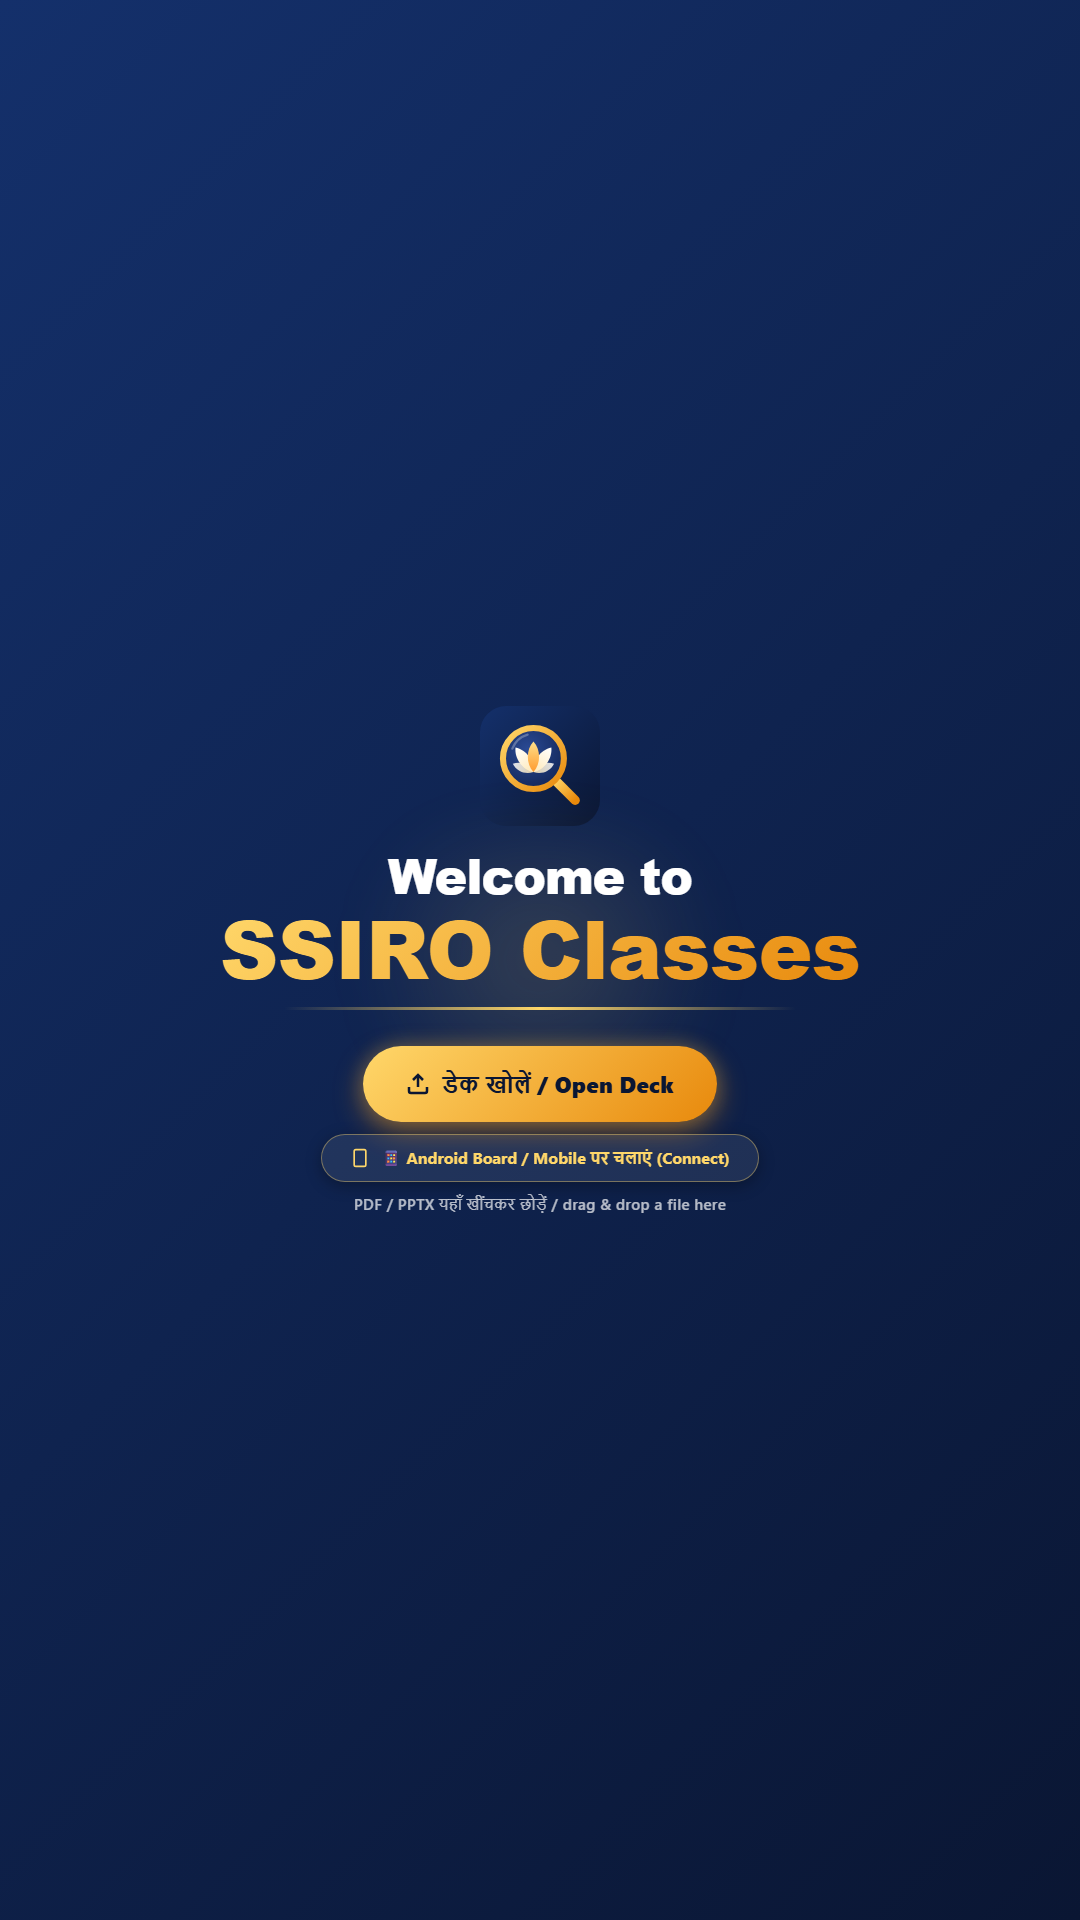 Welcome to
SSIRO Classes
डेक खोलें / Open Deck
Android Board / Mobile पर चलाएं (Connect)
PDF / PPTX यहाँ खींचकर छोड़ें / drag & drop a file here